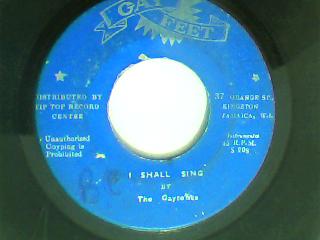 GAY
FEET
DISTRIBUTED BY
TIP TOP RECORD
CENTRE
37 ORANGE ST.,
KINGSTON
JAMAICA, W.I.
Unauthorized
Copying is
Prohibited
Instrumental
45 R.P.M.
I SHALL SING
BY
The Gaytones